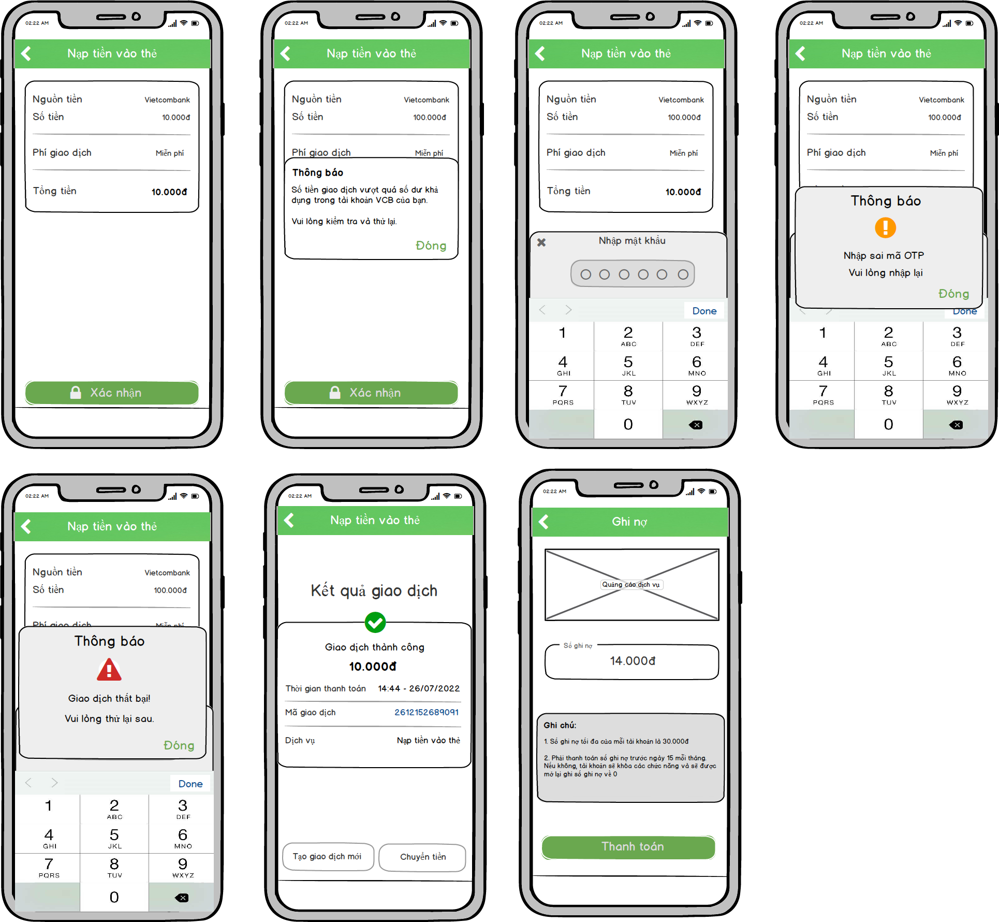 02:22 AM
Nạp tiền vào thẻ
Nguồn tiền Vietcombank
Số tiền 10.000đ
Phí giao dịch Miễn phí
Tổng tiền 10.000đ
Xác nhận
02:22 AM
Nạp tiền vào thẻ
Nguồn tiền Vietcombank
Số tiền 100.000đ
Phí giao dịch Miễn phí
Thông báo
Số tiền giao dịch vượt quá số dư khả
dụng trong tài khoản VCB của bạn.
Vui lòng kiểm tra và thử lại.
Đóng
Xác nhận
02:22 AM
Nạp tiền vào thẻ
Nguồn tiền Vietcombank
Số tiền 100.000đ
Phí giao dịch Miễn phí
Tổng tiền 10.000đ
Nhập mật khẩu
Done
1 2 3
ABC DEF
4 5 6
GHI JKL MNO
7 8 9
PQRS TUV WXYZ
0
02:22 AM
Nạp tiền vào thẻ
Nguồn tiền Vietcombank
Số tiền 100.000đ
Phí giao dịch Miễn phí
Thông báo
Nhập sai mã OTP
Vui lòng nhập lại
Đóng
Done
1 2 3
ABC DEF
4 5 6
GHI JKL MNO
7 8 9
PQRS TUV WXYZ
0
02:22 AM
Nạp tiền vào thẻ
Nguồn tiền Vietcombank
Số tiền 100.000đ
Phí giao dịch Miễn phí
Thông báo
Giao dịch thất bại!
Vui lòng thử lại sau.
Đóng
Done
1 2 3
ABC DEF
4 5 6
GHI JKL MNO
7 8 9
PQRS TUV WXYZ
0
02:22 AM
Nạp tiền vào thẻ
Kết quả giao dịch
Giao dịch thành công
10.000đ
Thời gian thanh toán 14:44 - 26/07/2022
Mã giao dịch 2612152689091
Dịch vụ Nạp tiền vào thẻ
Tạo giao dịch mới Chuyển tiền
02:22 AM
Ghi nợ
Quảng cáo dịch vụ
Số ghi nợ
14.000đ
Ghi chú:
1. Số ghi nợ tối đa của mỗi tài khoản là 30.000đ
2. Phải thanh toán số ghi nợ trước ngày 15 mỗi tháng.
Nếu không, tài khoản sẽ khóa các chức năng và sẽ được
mở lại ghi số ghi nợ về 0
Thanh toán